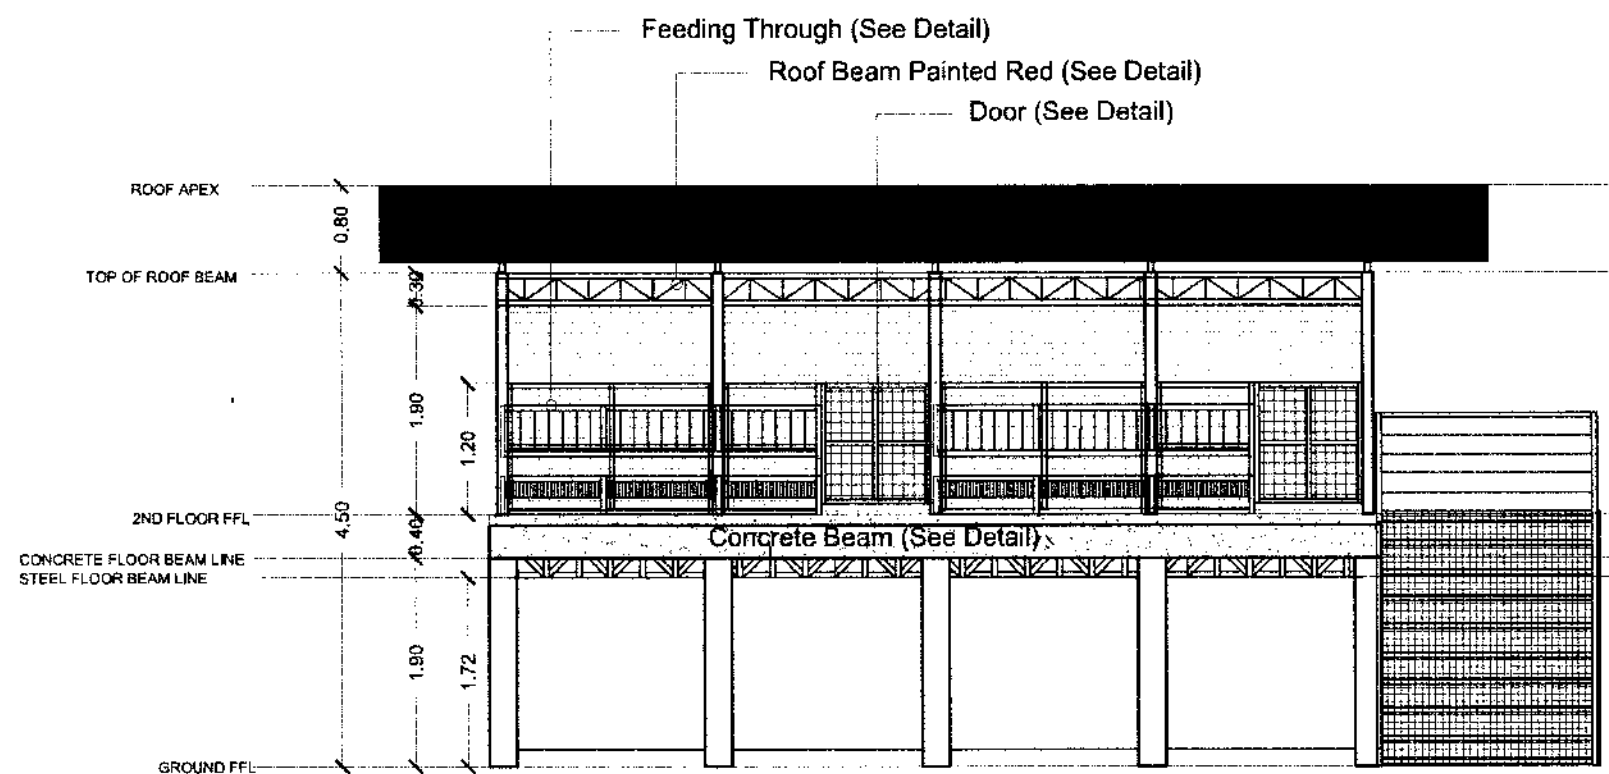 Feeding Through (See Detail)
Roof Beam Painted Red (See Detail)
Door (See Detail)
ROOF APEX
0.80
TOP OF ROOF BEAM
0.30
1.90
1.20
2ND FLOOR FFL
4.50
0.40
Concrete Beam (See Detail)
CONCRETE FLOOR BEAM LINE
STEEL FLOOR BEAM LINE
1.90
1.72
GROUND FFL